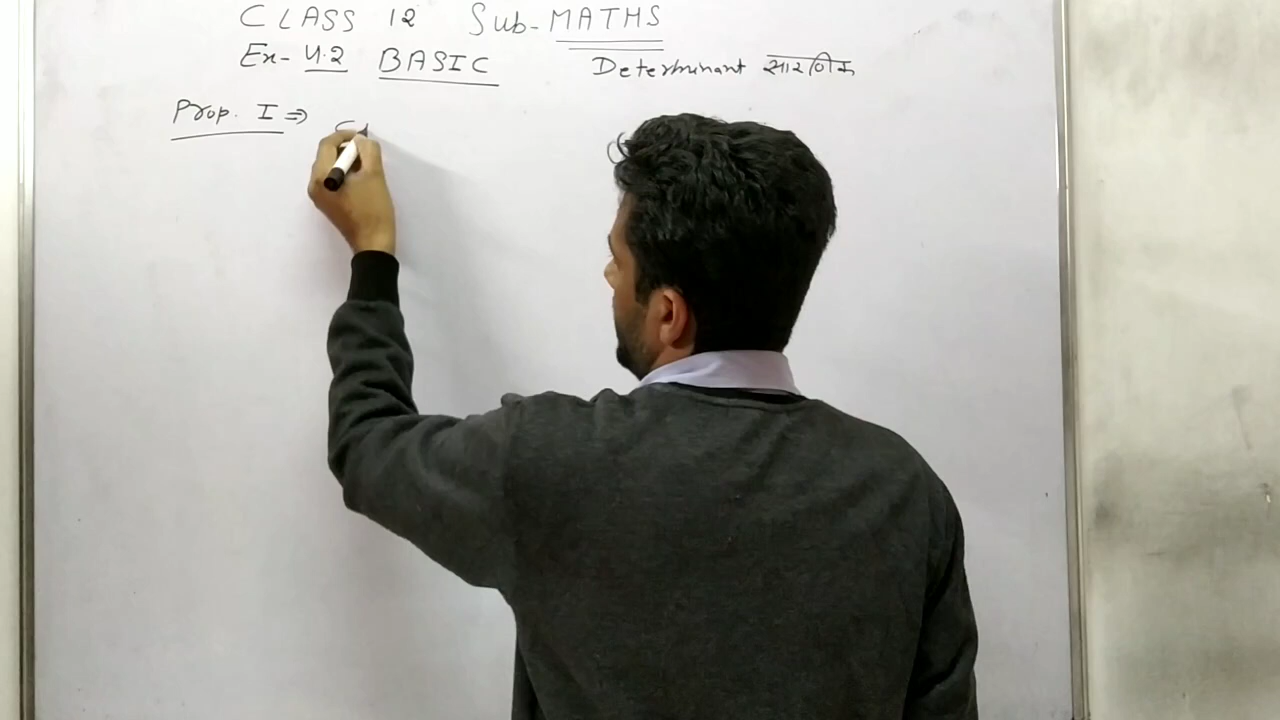 CLASS 12 Sub-MATHS
Ex-4.2 BASIC Determinant सारणिक
Prop. I ⇒